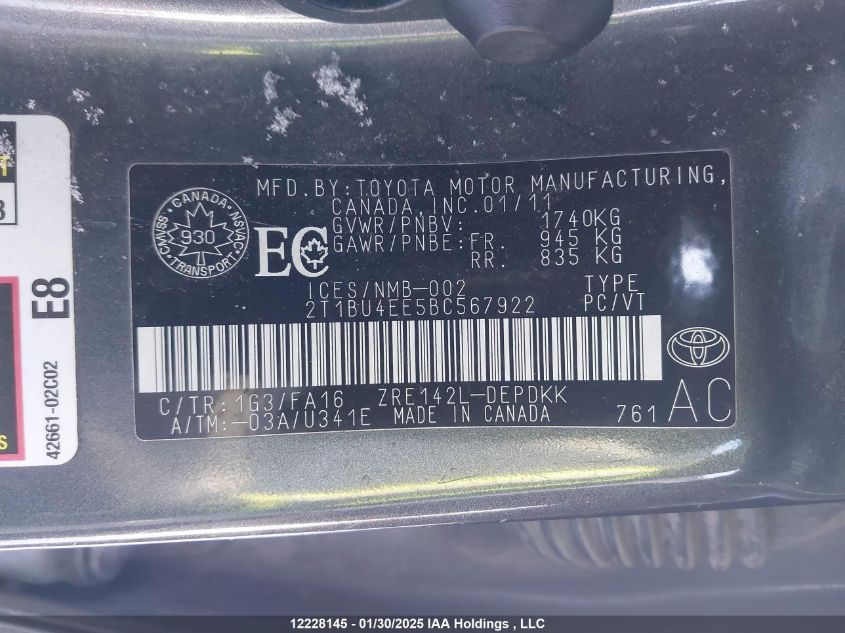 MFD.BY:TOYOTA MOTOR MANUFACTURING,
CANADA INC.01/11
GVWR/PNBV: 1740KG
GAWR/PNBE:FR. 945 KG
RR. 835 KG
CANADA
CMVSS NSVAC
930
TRANSPORT
EC
ICES/NMB-002 TYPE
2T1BU4EE5BC567922 PC/VT
C/TR:1G3/FA16 ZRE142L-DEPDKK
A/TM:-03A/U341E MADE IN CANADA 761 AC
E8
42661-02C02
12228145 - 01/30/2025 IAA Holdings , LLC